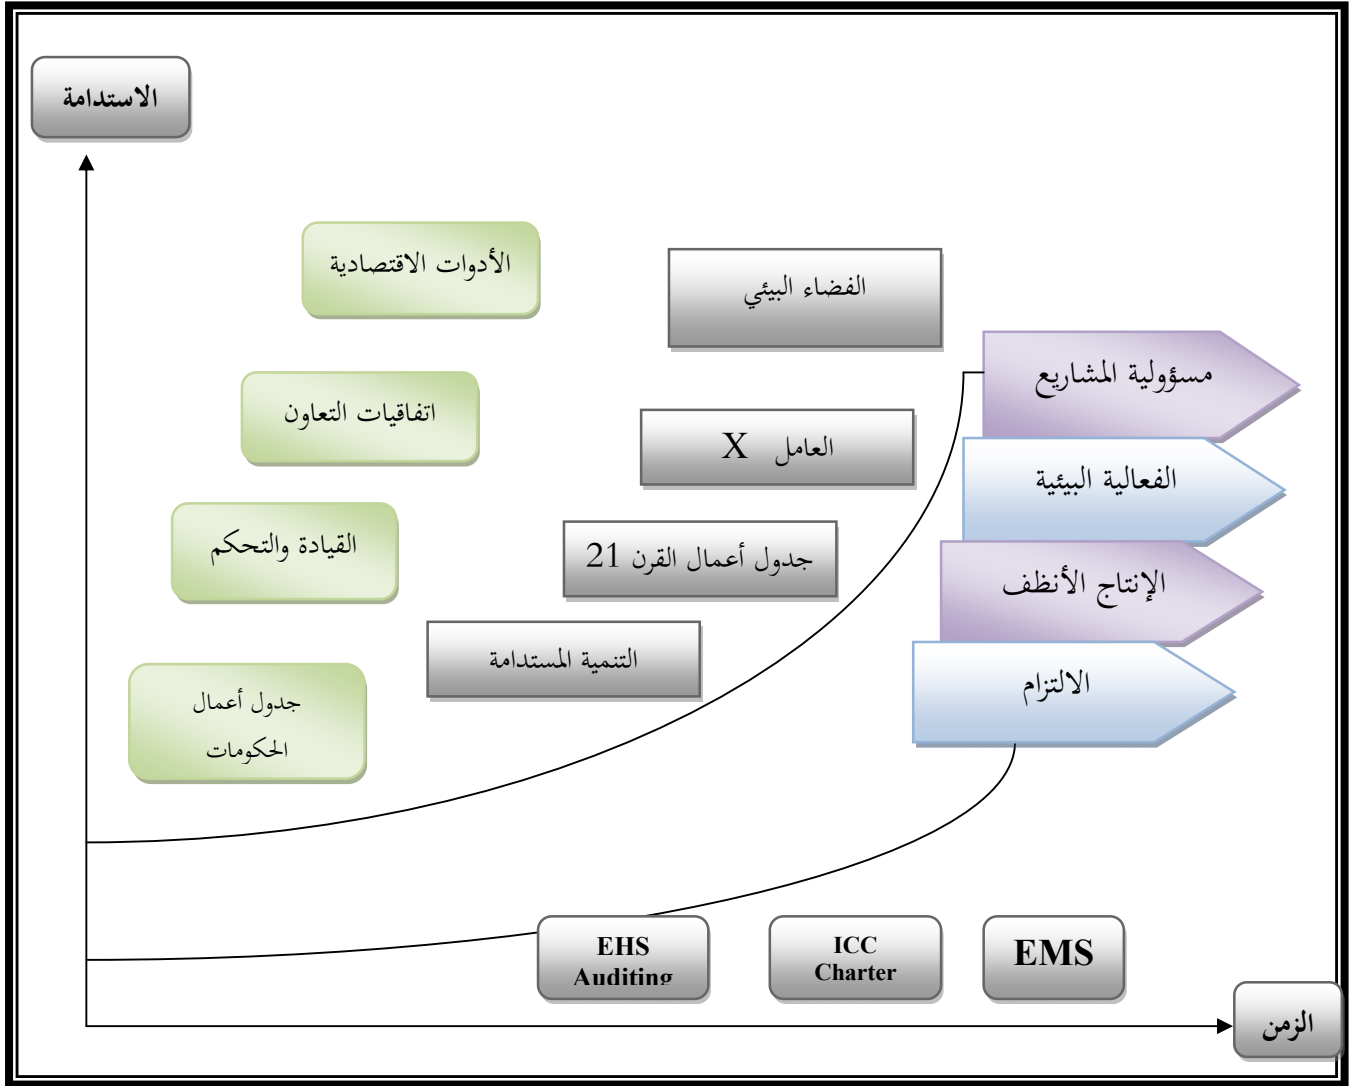 الاستدامة
الأدوات الاقتصادية
الفضاء البيئي
مسؤولية المشاريع
اتفاقيات التعاون
العامل X
الفعالية البيئية
القيادة والتحكم
جدول أعمال القرن 21
الإنتاج الأنظف
التنمية المستدامة
الالتزام
جدول أعمال
الحكومات
EHS
Auditing
ICC
Charter
EMS
الزمن